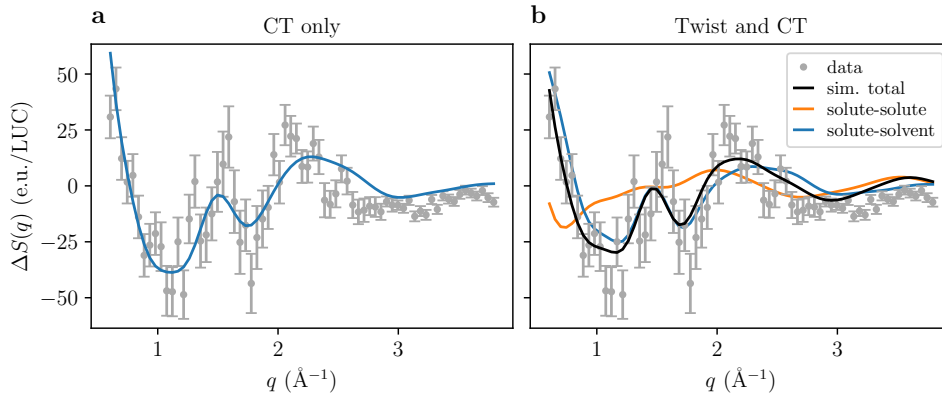 a
CT only
50
25
0
−25
−50
ΔS(q) (e.u./LUC)
1
2
3
q (Å⁻¹)
b
Twist and CT
data
sim. total
solute-solute
solute-solvent
1
2
3
q (Å⁻¹)